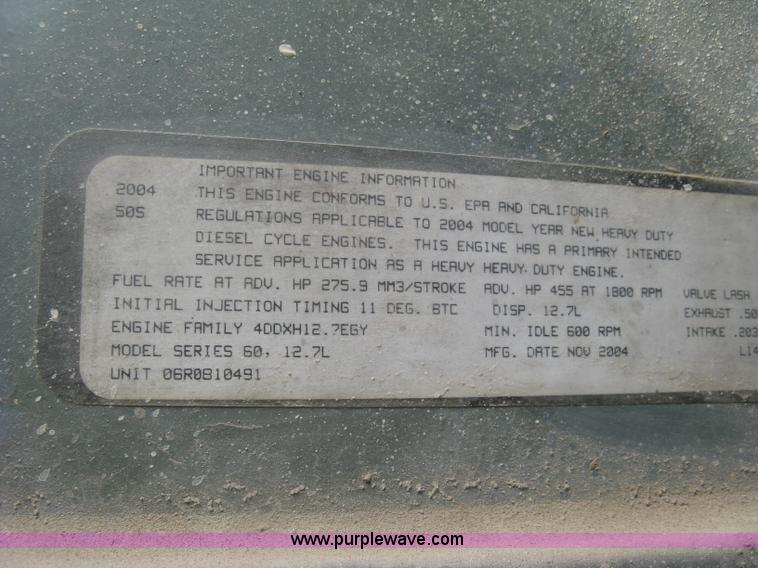 IMPORTANT ENGINE INFORMATION
2004 THIS ENGINE CONFORMS TO U.S. EPA AND CALIFORNIA
50S REGULATIONS APPLICABLE TO 2004 MODEL YEAR NEW HEAVY DUTY
DIESEL CYCLE ENGINES. THIS ENGINE HAS A PRIMARY INTENDED
SERVICE APPLICATION AS A HEAVY HEAVY DUTY ENGINE.
FUEL RATE AT ADV. HP 275.9 MM3/STROKE ADV. HP 455 AT 1800 RPM VALVE LASH
INITIAL INJECTION TIMING 11 DEG. BTC DISP. 12.7L EXHAUST .50
ENGINE FAMILY 4DDXH12.7EGY MIN. IDLE 600 RPM INTAKE .203
MODEL SERIES 60, 12.7L MFG. DATE NOV 2004 L14
UNIT 06R0810491
www.purplewave.com